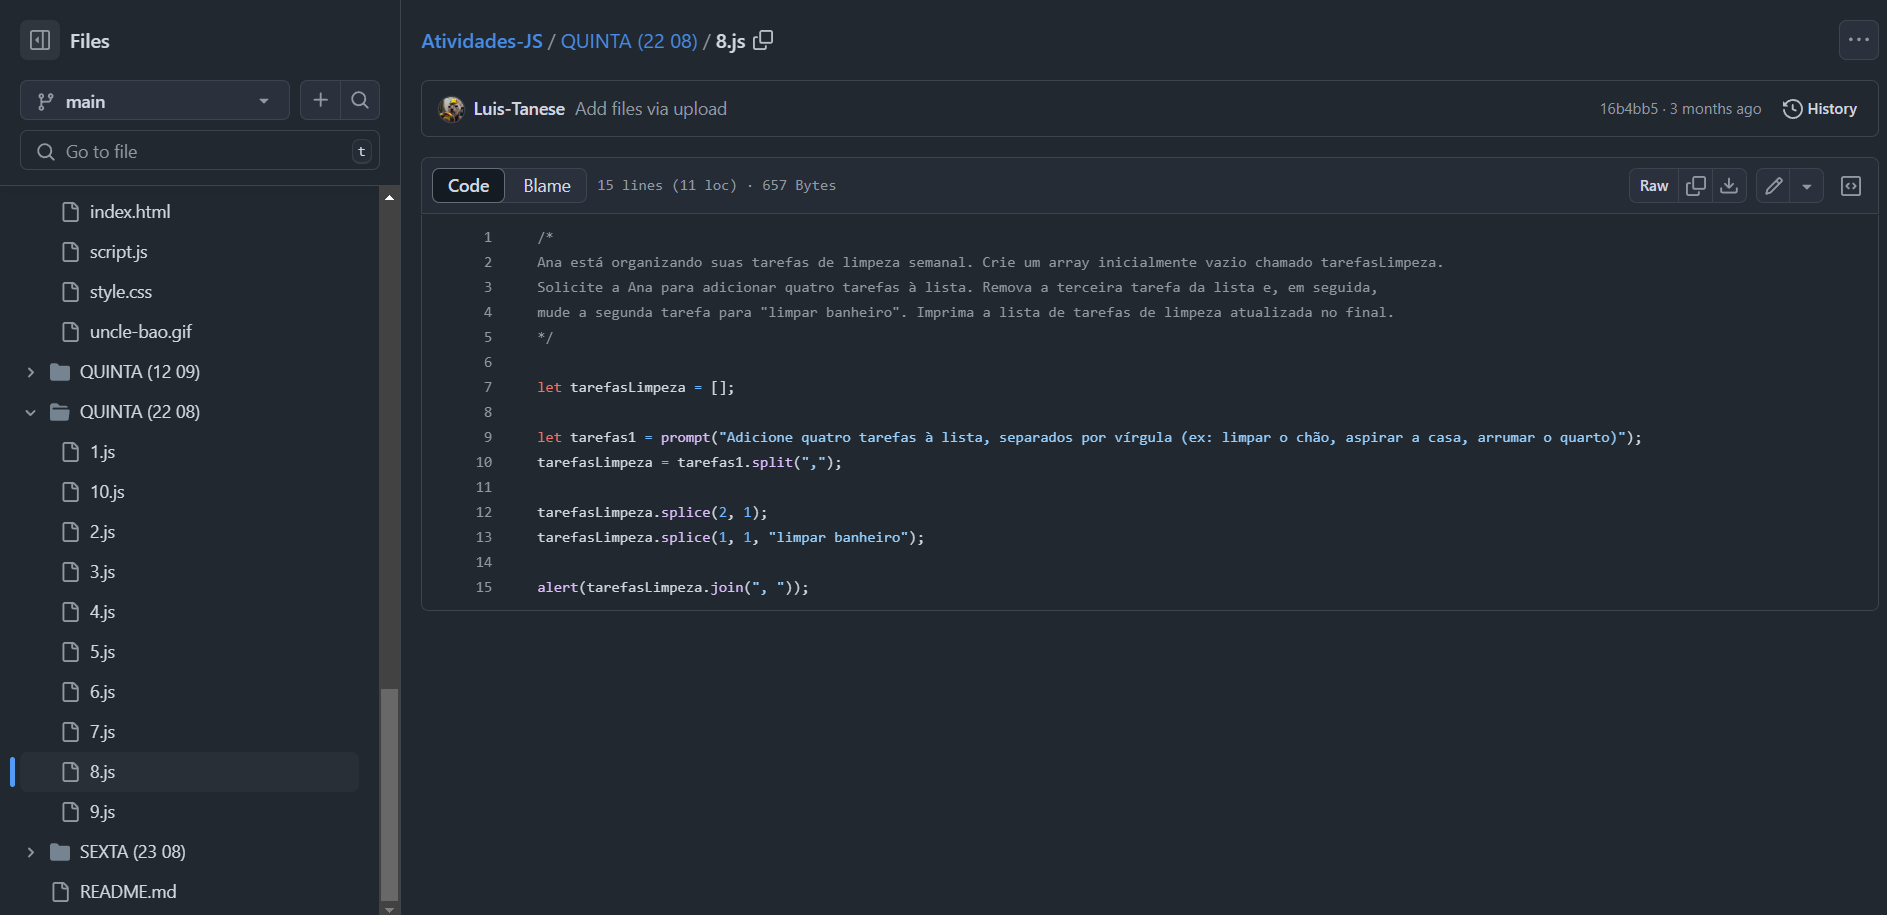 Files
main
Go to file
t
index.html
script.js
style.css
uncle-bao.gif
QUINTA (12 09)
QUINTA (22 08)
1.js
10.js
2.js
3.js
4.js
5.js
6.js
7.js
8.js
9.js
SEXTA (23 08)
README.md
Atividades-JS / QUINTA (22 08) / 8.js
Luis-Tanese Add files via upload
16b4bb5 · 3 months ago History
Code Blame 15 lines (11 loc) · 657 Bytes
Raw
1 /*
2 Ana está organizando suas tarefas de limpeza semanal. Crie um array inicialmente vazio chamado tarefasLimpeza.
3 Solicite a Ana para adicionar quatro tarefas à lista. Remova a terceira tarefa da lista e, em seguida,
4 mude a segunda tarefa para "limpar banheiro". Imprima a lista de tarefas de limpeza atualizada no final.
5 */
6
7 let tarefasLimpeza = [];
8
9 let tarefas1 = prompt("Adicione quatro tarefas à lista, separados por vírgula (ex: limpar o chão, aspirar a casa, arrumar o quarto)");
10 tarefasLimpeza = tarefas1.split(",");
11
12 tarefasLimpeza.splice(2, 1);
13 tarefasLimpeza.splice(1, 1, "limpar banheiro");
14
15 alert(tarefasLimpeza.join(", "));